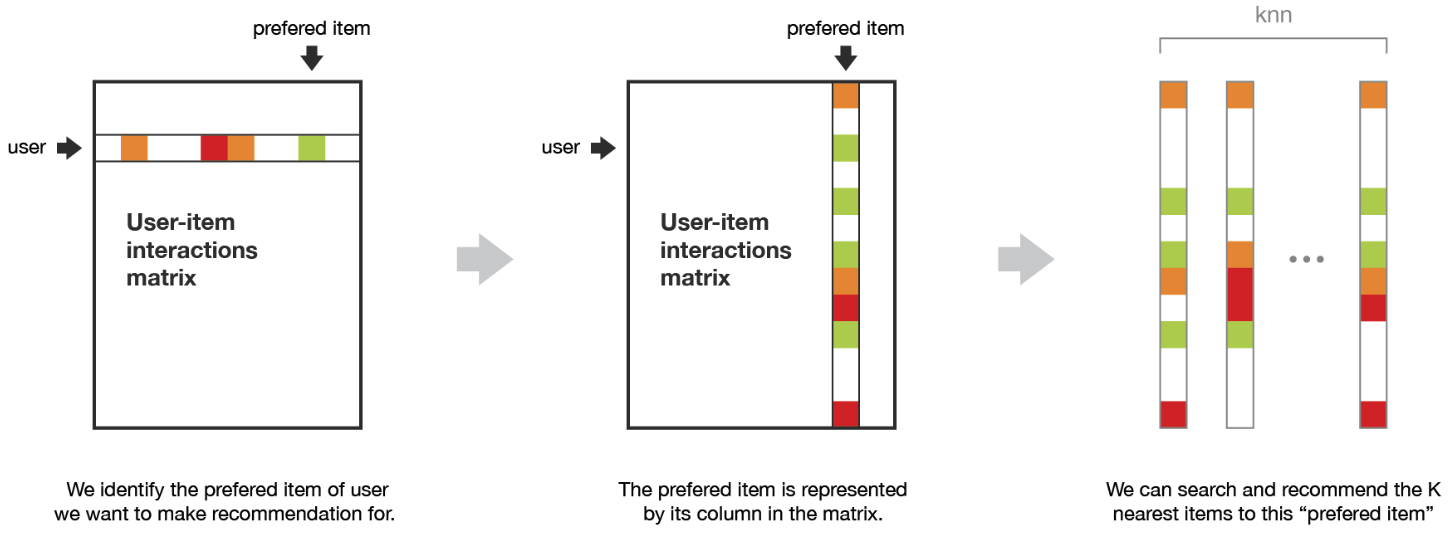 prefered item
user
User-item
interactions
matrix
We identify the prefered item of user
we want to make recommendation for.
prefered item
user
User-item
interactions
matrix
The prefered item is represented
by its column in the matrix.
knn
...
We can search and recommend the K
nearest items to this “prefered item”